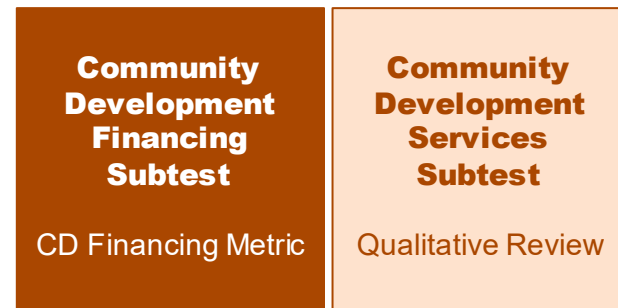 Community
Development
Financing
Subtest
CD Financing Metric
Community
Development
Services
Subtest
Qualitative Review